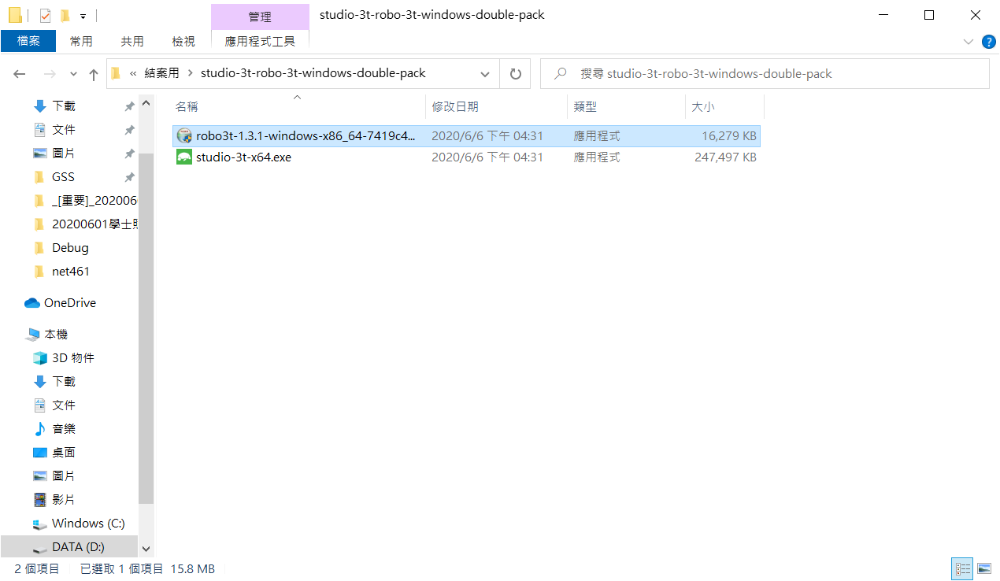 管理
studio-3t-robo-3t-windows-double-pack
檔案 常用 共用 檢視 應用程式工具
« 結案用 > studio-3t-robo-3t-windows-double-pack
搜尋 studio-3t-robo-3t-windows-double-pack
名稱 修改日期 類型 大小
robo3t-1.3.1-windows-x86_64-7419c4... 2020/6/6 下午 04:31 應用程式 16,279 KB
studio-3t-x64.exe 2020/6/6 下午 04:31 應用程式 247,497 KB
下載
文件
圖片
GSS
_[重要]_202006
20200601學士照
Debug
net461
OneDrive
本機
3D 物件
下載
文件
音樂
桌面
圖片
影片
Windows (C:)
DATA (D:)
2 個項目 已選取 1 個項目 15.8 MB